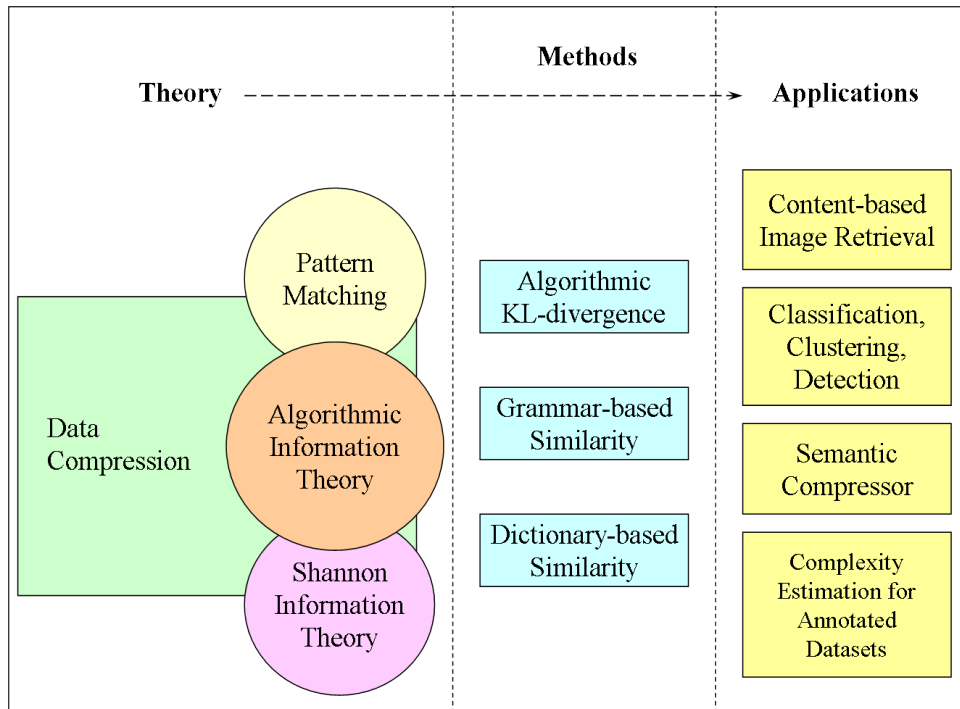 Theory
Methods
Applications
Pattern
Matching
Data
Compression
Algorithmic
Information
Theory
Shannon
Information
Theory
Algorithmic
KL-divergence
Grammar-based
Similarity
Dictionary-based
Similarity
Content-based
Image Retrieval
Classification,
Clustering,
Detection
Semantic
Compressor
Complexity
Estimation for
Annotated
Datasets